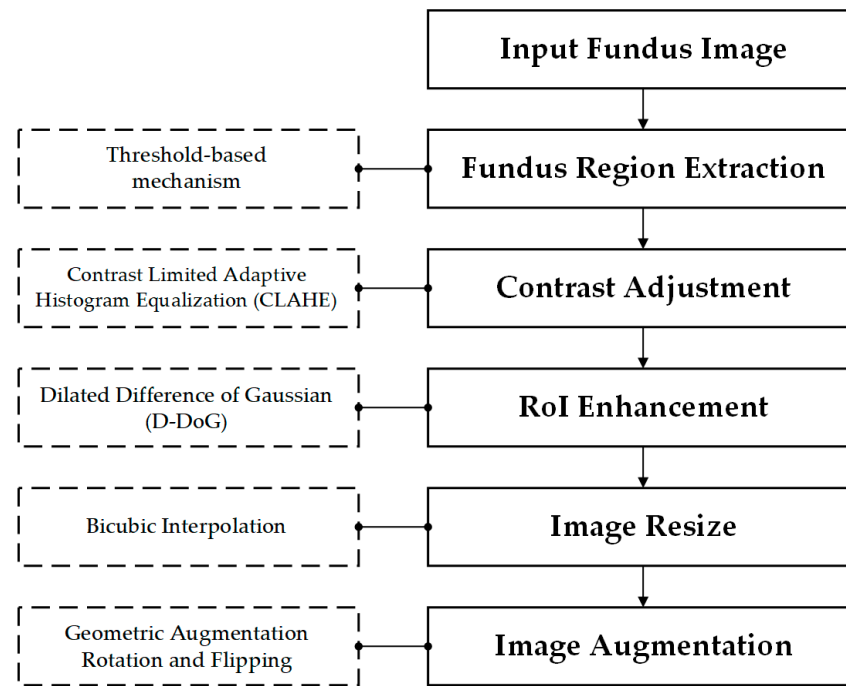 Input Fundus Image
Threshold-based
mechanism
Fundus Region Extraction
Contrast Limited Adaptive
Histogram Equalization (CLAHE)
Contrast Adjustment
Dilated Difference of Gaussian
(D-DoG)
RoI Enhancement
Bicubic Interpolation
Image Resize
Geometric Augmentation
Rotation and Flipping
Image Augmentation